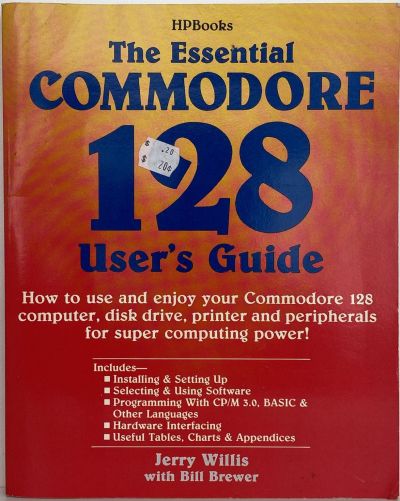 HPBooks
The Essential
COMMODORE
128
$ .20
$ 20¢
User's Guide
How to use and enjoy your Commodore 128
computer, disk drive, printer and peripherals
for super computing power!
Includes—
■ Installing & Setting Up
■ Selecting & Using Software
■ Programming With CP/M 3.0, BASIC &
Other Languages
■ Hardware Interfacing
■ Useful Tables, Charts & Appendices
Jerry Willis
with Bill Brewer